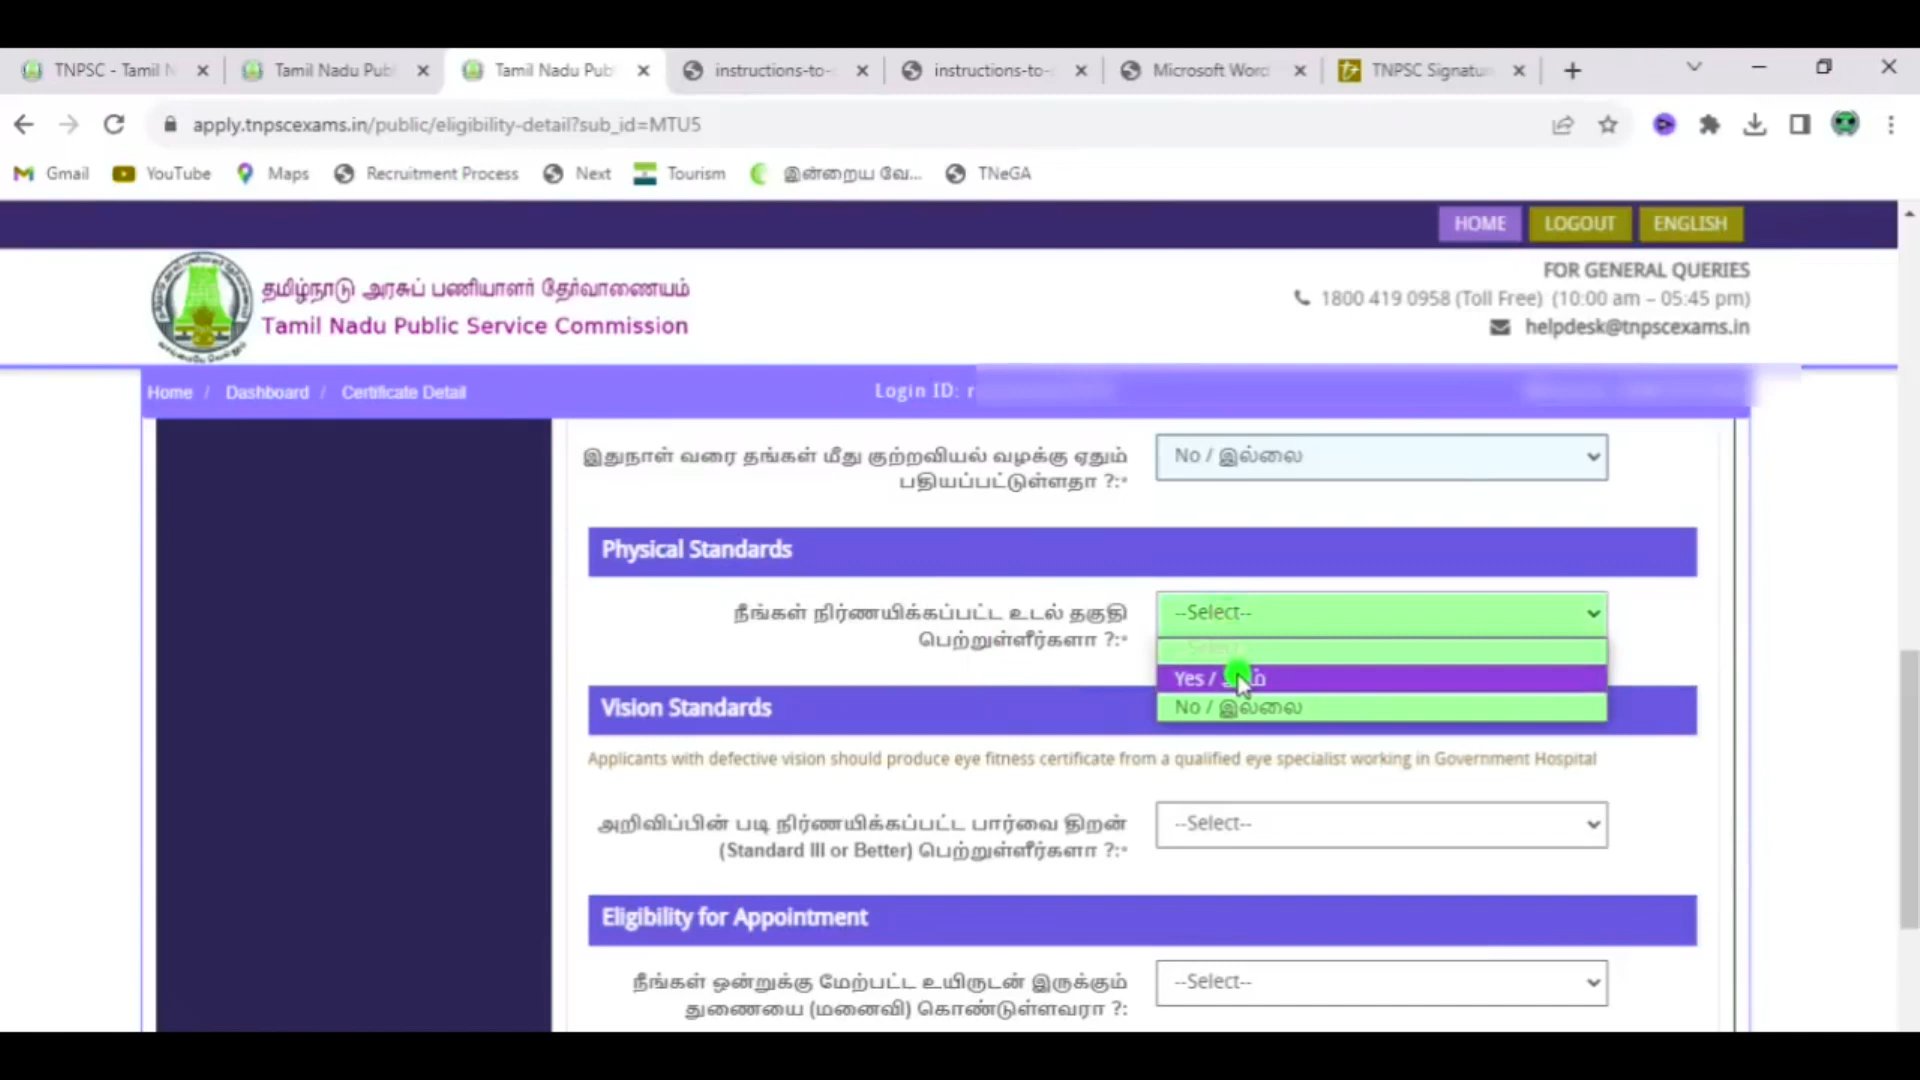 TNPSC - Tamil N
Tamil Nadu Pub
Tamil Nadu Pub
instructions-to-
instructions-to-
Microsoft Word
TNPSC Signatu
apply.tnpscexams.in/public/eligibility-detail?sub_id=MTU5
Gmail
YouTube
Maps
Recruitment Process
Next
Tourism
இன்றைய வே...
TNeGA
HOME
LOGOUT
ENGLISH
தமிழ்நாடு அரசுப் பணியாளர் தேர்வாணையம்
Tamil Nadu Public Service Commission
FOR GENERAL QUERIES
1800 419 0958 (Toll Free) (10:00 am – 05:45 pm)
helpdesk@tnpscexams.in
Home / Dashboard / Certificate Detail
Login ID: r
இதுநாள் வரை தங்கள் மீது குற்றவியல் வழக்கு ஏதும்
பதியப்பட்டுள்ளதா ?:*
No / இல்லை
Physical Standards
நீங்கள் நிர்ணயிக்கப்பட்ட உடல் தகுதி
பெற்றுள்ளீர்களா ?:*
--Select--
--Select--
Yes /
No / இல்லை
Vision Standards
Applicants with defective vision should produce eye fitness certificate from a qualified eye specialist working in Government Hospital
அறிவிப்பின் படி நிர்ணயிக்கப்பட்ட பார்வை திறன்
(Standard III or Better) பெற்றுள்ளீர்களா ?:*
--Select--
Eligibility for Appointment
நீங்கள் ஒன்றுக்கு மேற்பட்ட உயிருடன் இருக்கும்
துணையை (மனைவி) கொண்டுள்ளவரா ?:
--Select--